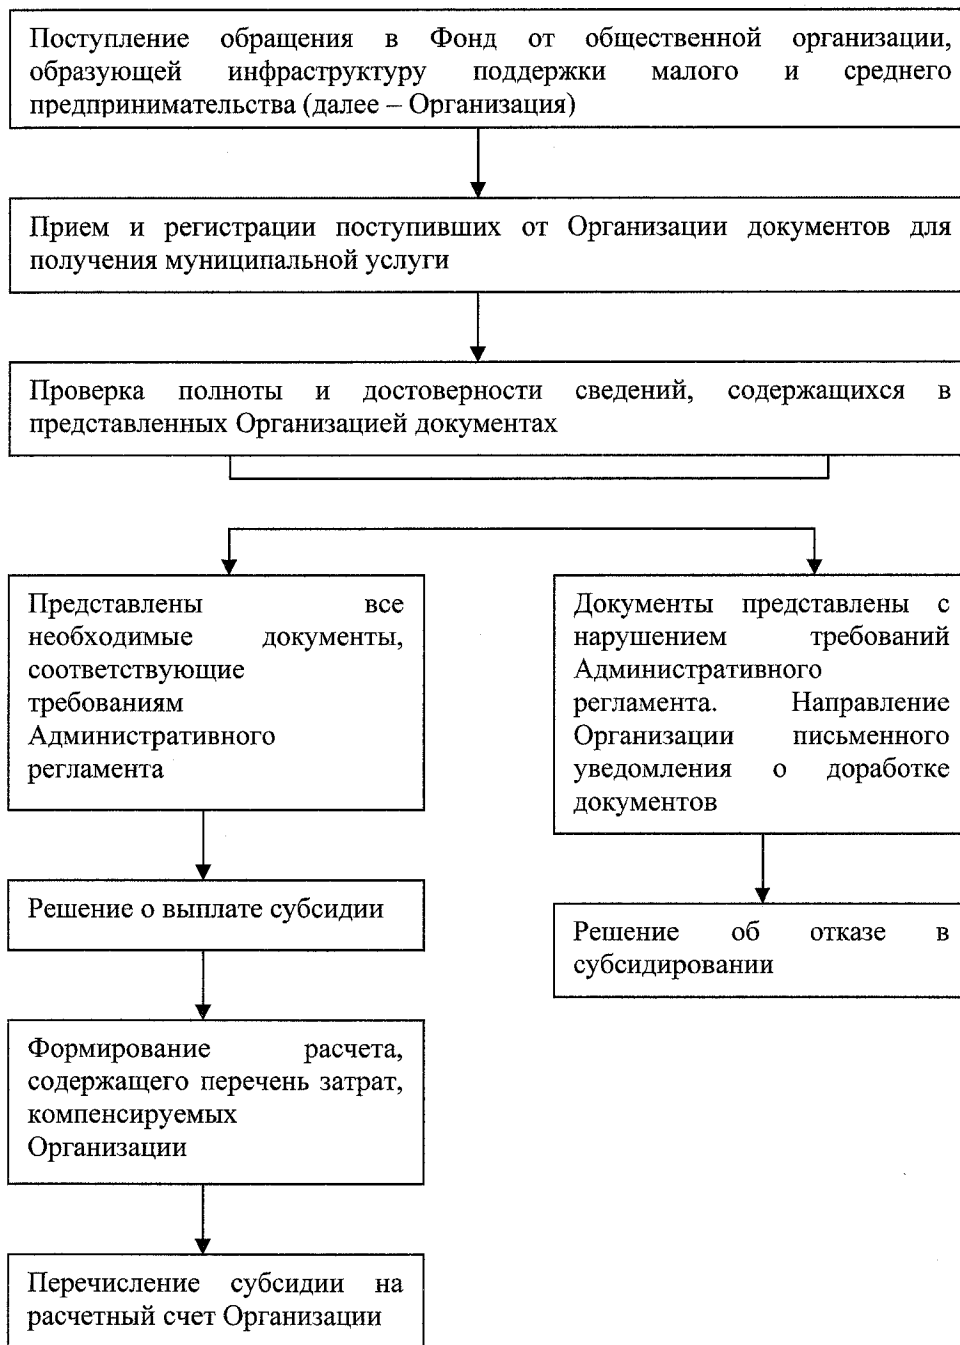 Поступление обращения в Фонд от общественной организации,
образующей инфраструктуру поддержки малого и среднего
предпринимательства (далее – Организация)
Прием и регистрации поступивших от Организации документов для
получения муниципальной услуги
Проверка полноты и достоверности сведений, содержащихся в
представленных Организацией документах
Представлены все
необходимые документы,
соответствующие
требованиям
Административного
регламента
Документы представлены с
нарушением требований
Административного
регламента. Направление
Организации письменного
уведомления о доработке
документов
Решение о выплате субсидии
Решение об отказе в
субсидировании
Формирование расчета,
содержащего перечень затрат,
компенсируемых
Организации
Перечисление субсидии на
расчетный счет Организации